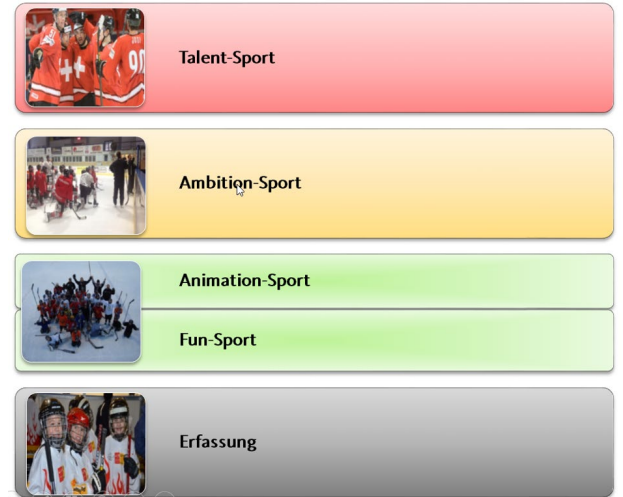 Talent-Sport
Ambition-Sport
Animation-Sport
Fun-Sport
Erfassung